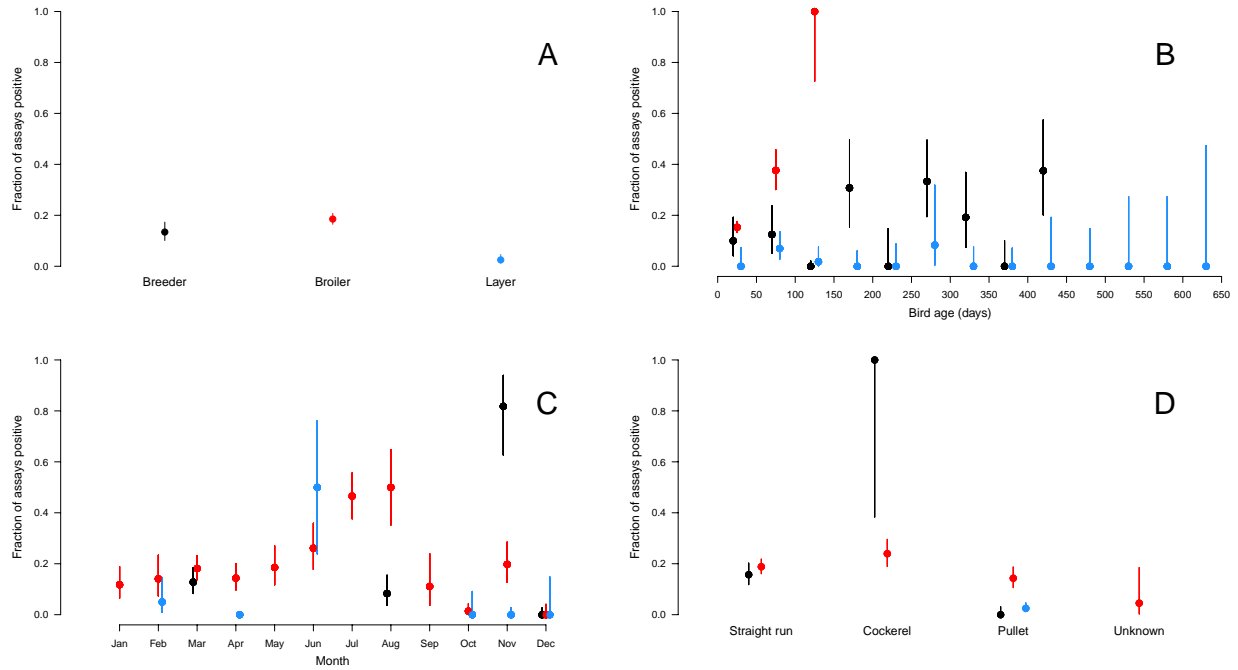 A
Fraction of assays positive
1.0
0.8
0.6
0.4
0.2
0.0
Breeder Broiler Layer
B
Fraction of assays positive
1.0
0.8
0.6
0.4
0.2
0.0
0 50 100 150 200 250 300 350 400 450 500 550 600 650
Bird age (days)
C
Fraction of assays positive
1.0
0.8
0.6
0.4
0.2
0.0
Jan Feb Mar Apr May Jun Jul Aug Sep Oct Nov Dec
Month
D
Fraction of assays positive
1.0
0.8
0.6
0.4
0.2
0.0
Straight run Cockerel Pullet Unknown